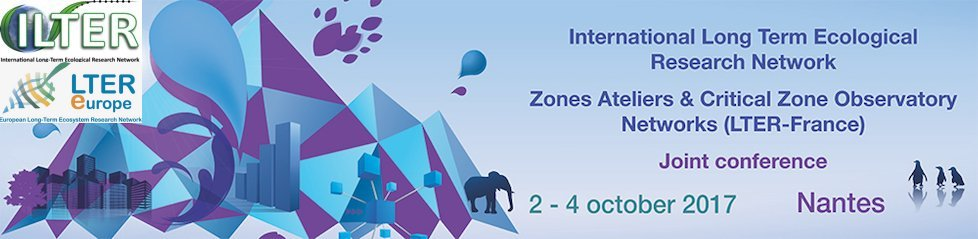 ILTER
International Long-Term Ecological Research Network
LTER
europe
European Long-Term Ecosystem Research Network
International Long Term Ecological
Research Network
Zones Ateliers & Critical Zone Observatory
Networks (LTER-France)
Joint conference
2 - 4 october 2017
Nantes